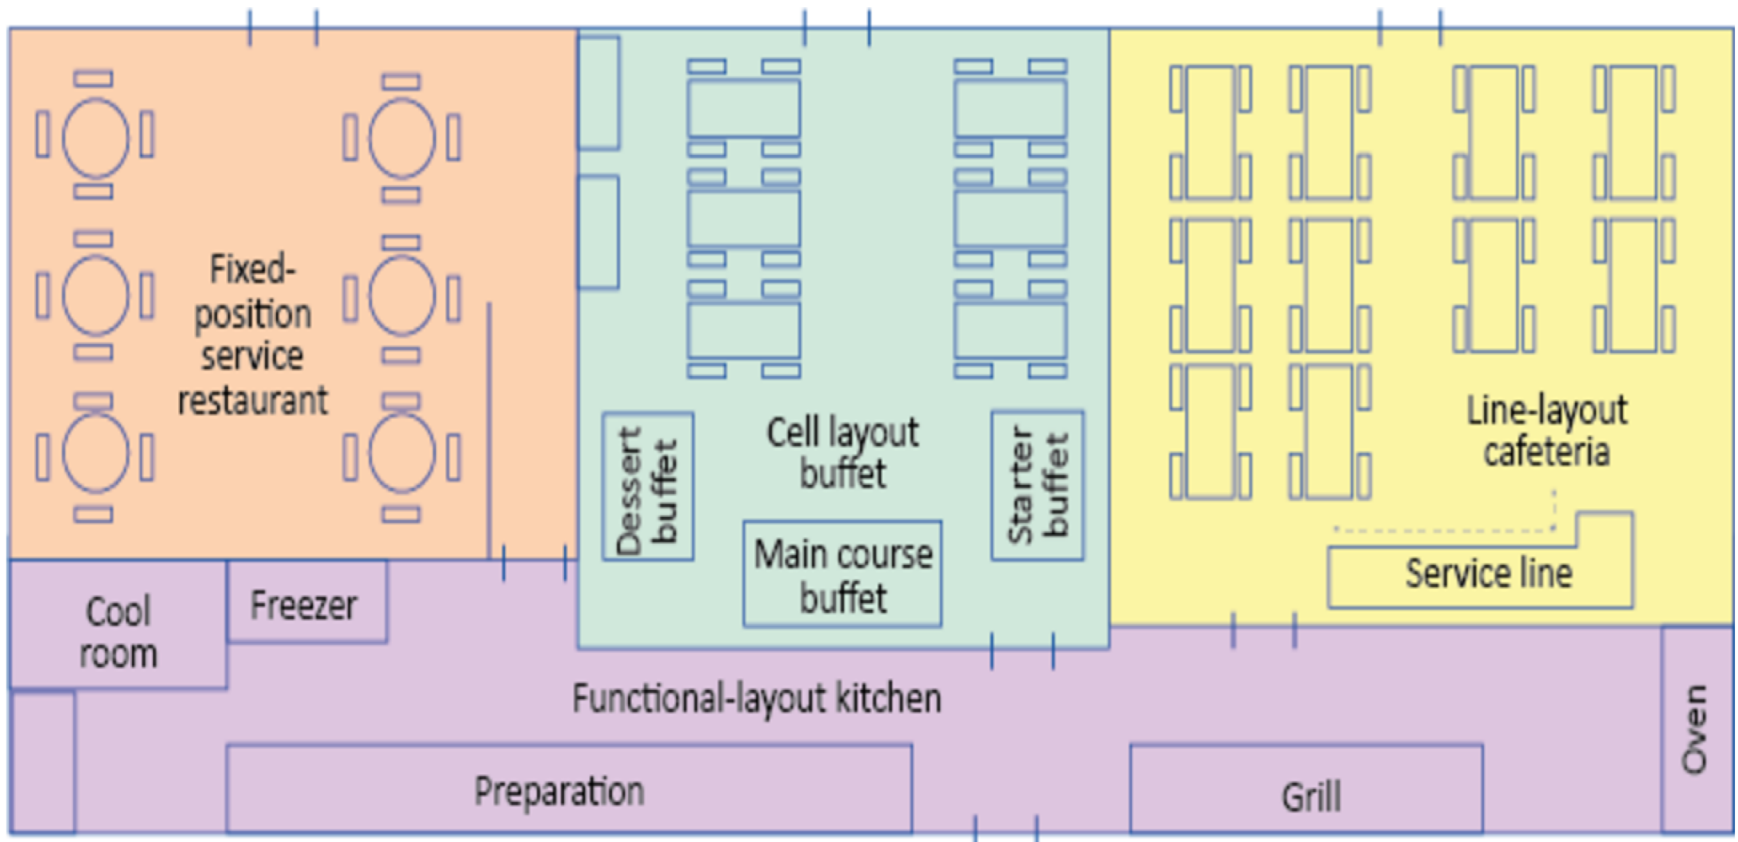 Fixed-
position
service
restaurant
Cell layout
buffet
Dessert
buffet
Starter
buffet
Main course
buffet
Line-layout
cafeteria
Service line
Cool
room
Freezer
Functional-layout kitchen
Preparation
Grill
Oven